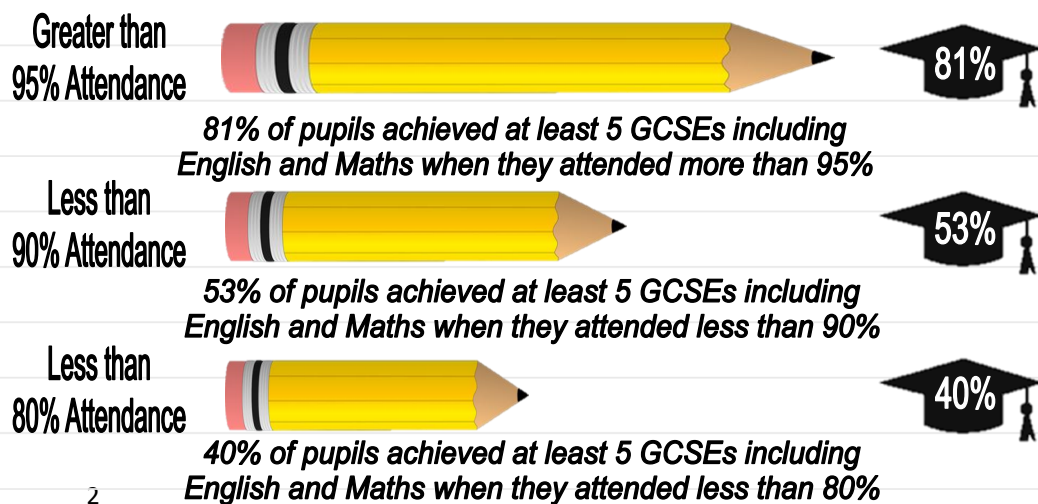 Greater than
95% Attendance
81%
81% of pupils achieved at least 5 GCSEs including
English and Maths when they attended more than 95%
Less than
90% Attendance
53%
53% of pupils achieved at least 5 GCSEs including
English and Maths when they attended less than 90%
Less than
80% Attendance
40%
40% of pupils achieved at least 5 GCSEs including
English and Maths when they attended less than 80%
2